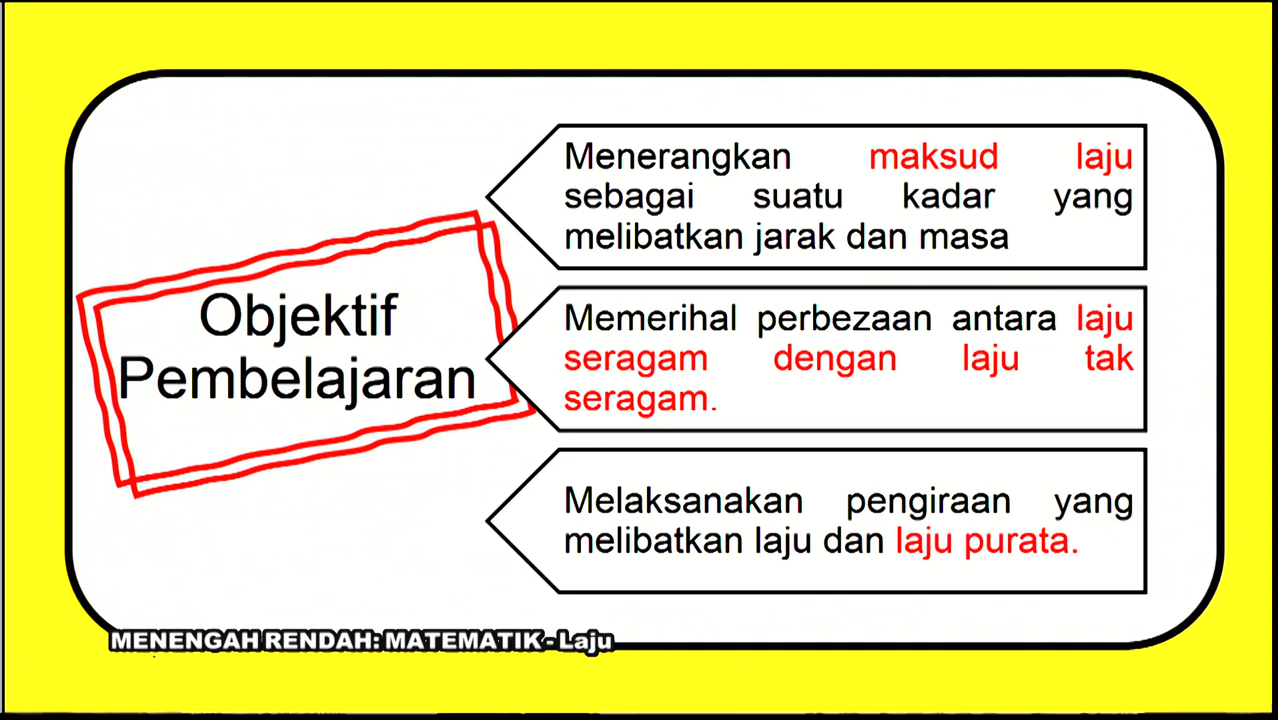 Objektif
Pembelajaran
Menerangkan maksud laju
sebagai suatu kadar yang
melibatkan jarak dan masa
Memerihal perbezaan antara laju
seragam dengan laju tak
seragam.
Melaksanakan pengiraan yang
melibatkan laju dan laju purata.
MENENGAH RENDAH: MATEMATIK - Laju